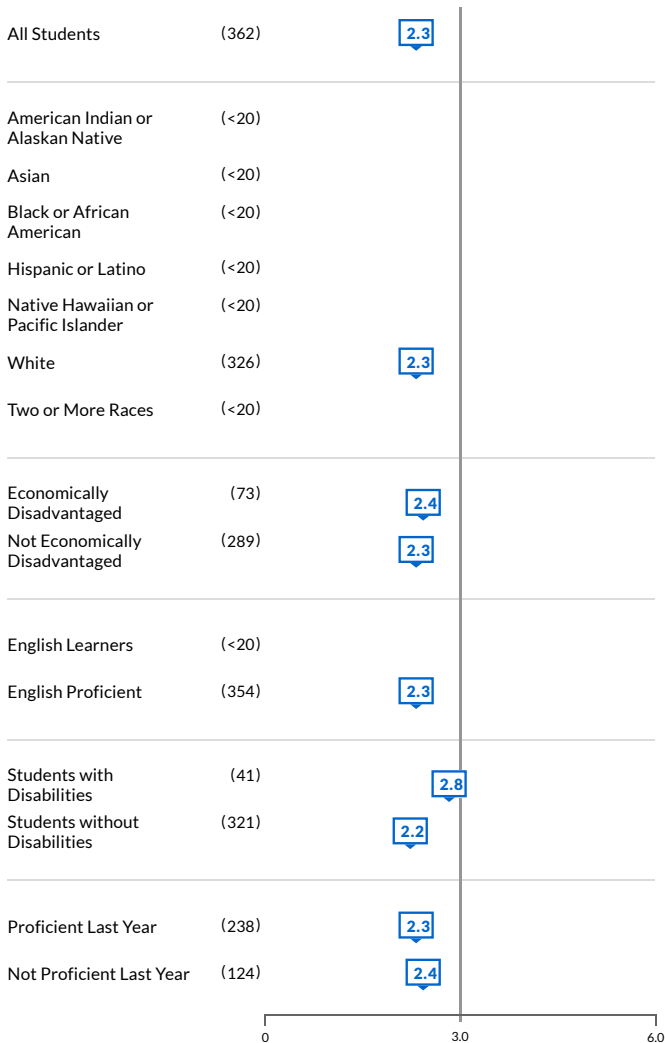 All Students (362) 2.3
American Indian or (<20)
Alaskan Native
Asian (<20)
Black or African (<20)
American
Hispanic or Latino (<20)
Native Hawaiian or (<20)
Pacific Islander
White (326) 2.3
Two or More Races (<20)
Economically (73) 2.4
Disadvantaged
Not Economically (289) 2.3
Disadvantaged
English Learners (<20)
English Proficient (354) 2.3
Students with (41) 2.8
Disabilities
Students without (321) 2.2
Disabilities
Proficient Last Year (238) 2.3
Not Proficient Last Year (124) 2.4
0 3.0 6.0